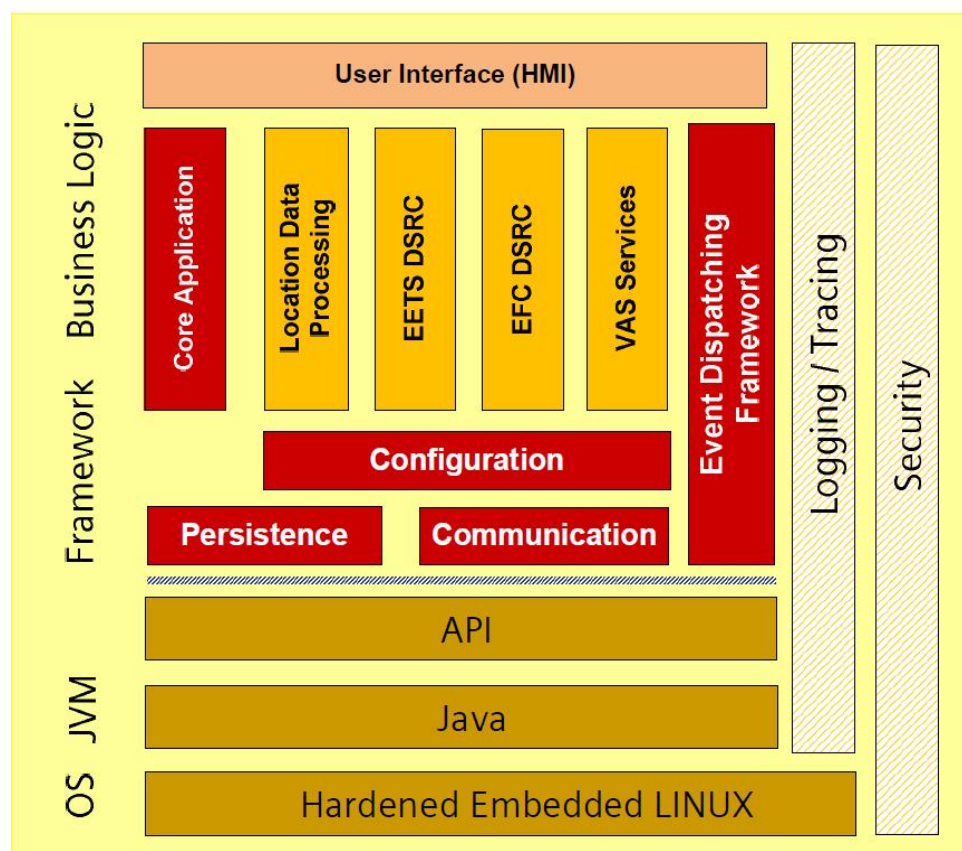 User Interface (HMI)
Business Logic
Core Application
Location Data
Processing
EETS DSRC
EFC DSRC
VAS Services
Event Dispatching
Framework
Logging / Tracing
Security
Framework
Configuration
Persistence
Communication
API
JVM
Java
OS
Hardened Embedded LINUX